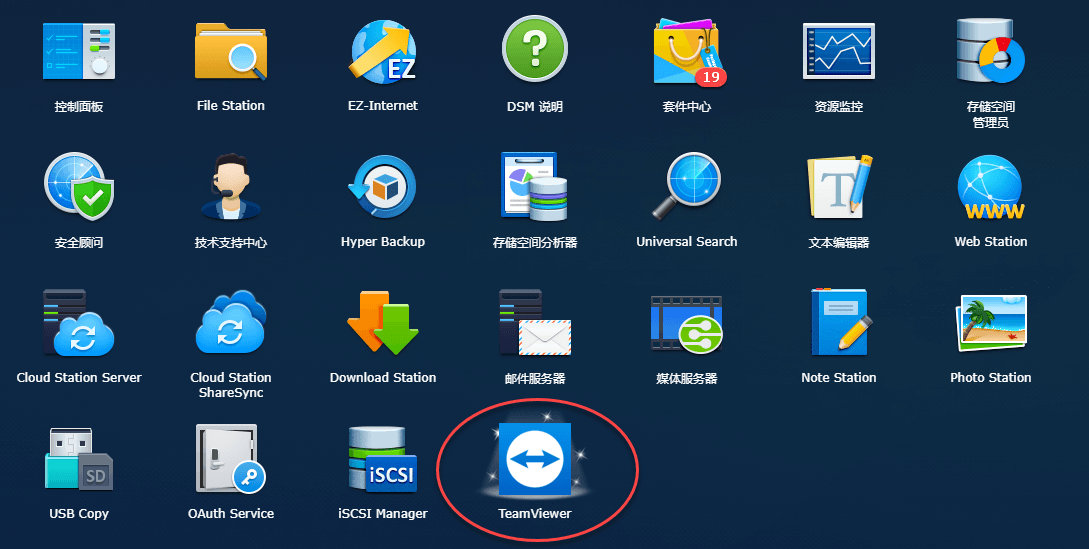 EZ
19
控制面板
File Station
EZ-Internet
DSM 说明
套件中心
资源监控
存储空间
管理员
T
WWW
安全顾问
技术支持中心
Hyper Backup
存储空间分析器
Universal Search
文本编辑器
Web Station
Cloud Station Server
Cloud Station
ShareSync
Download Station
邮件服务器
媒体服务器
Note Station
Photo Station
SD
iSCSI
USB Copy
OAuth Service
iSCSI Manager
TeamViewer